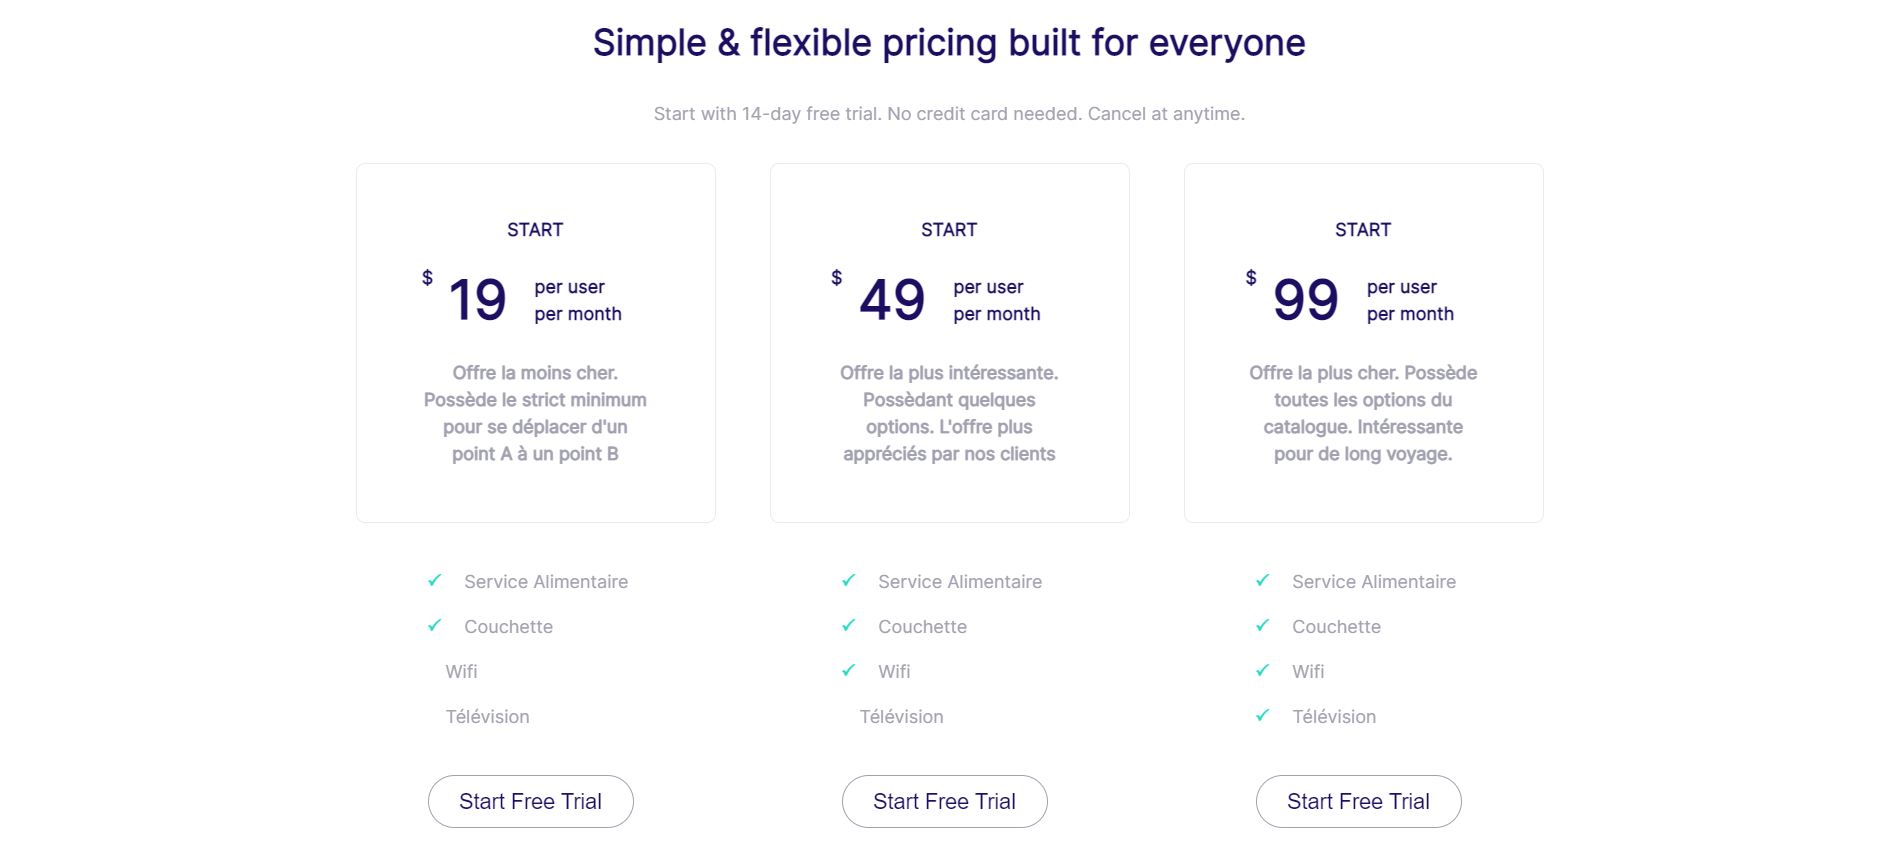 Simple & flexible pricing built for everyone
Start with 14-day free trial. No credit card needed. Cancel at anytime.
START
$ 19 per user
per month
Offre la moins cher.
Possède le strict minimum
pour se déplacer d'un
point A à un point B
Service Alimentaire
Couchette
Wifi
Télévision
Start Free Trial
START
$ 49 per user
per month
Offre la plus intéressante.
Possèdant quelques
options. L'offre plus
appréciés par nos clients
Service Alimentaire
Couchette
Wifi
Télévision
Start Free Trial
START
$ 99 per user
per month
Offre la plus cher. Possède
toutes les options du
catalogue. Intéressante
pour de long voyage.
Service Alimentaire
Couchette
Wifi
Télévision
Start Free Trial